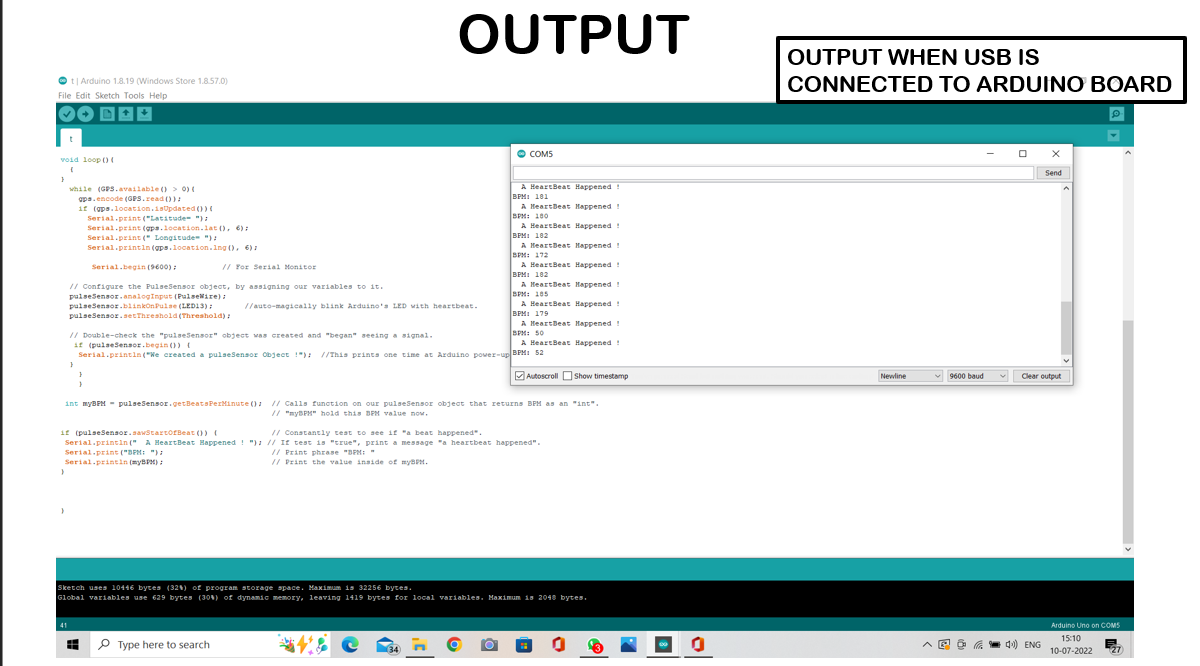 OUTPUT
OUTPUT WHEN USB IS
CONNECTED TO ARDUINO BOARD
t | Arduino 1.8.19 (Windows Store 1.8.57.0)
File Edit Sketch Tools Help
t
void loop(){
{
}
while (GPS.available() > 0){
gps.encode(GPS.read());
if (gps.location.isUpdated()){
Serial.print("Latitude= ");
Serial.print(gps.location.lat(), 6);
Serial.print(" Longitude= ");
Serial.println(gps.location.lng(), 6);
Serial.begin(9600); // For Serial Monitor
// Configure the PulseSensor object, by assigning our variables to it.
pulseSensor.analogInput(PulseWire);
pulseSensor.blinkOnPulse(LED13); //auto-magically blink Arduino's LED with heartbeat.
pulseSensor.setThreshold(Threshold);
// Double-check the "pulseSensor" object was created and "began" seeing a signal.
if (pulseSensor.begin()) {
Serial.println("We created a pulseSensor Object !"); //This prints one time at Arduino power-up
}
}
}
int myBPM = pulseSensor.getBeatsPerMinute(); // Calls function on our pulseSensor object that returns BPM as an "int".
// "myBPM" hold this BPM value now.
if (pulseSensor.sawStartOfBeat()) { // Constantly test to see if "a beat happened".
Serial.println("  A HeartBeat Happened ! "); // If test is "true", print a message "a heartbeat happened".
Serial.print("BPM: "); // Print phrase "BPM: "
Serial.println(myBPM); // Print the value inside of myBPM.
}
}
COM5
Send
A HeartBeat Happened !
BPM: 181
A HeartBeat Happened !
BPM: 180
A HeartBeat Happened !
BPM: 182
A HeartBeat Happened !
BPM: 172
A HeartBeat Happened !
BPM: 182
A HeartBeat Happened !
BPM: 185
A HeartBeat Happened !
BPM: 179
A HeartBeat Happened !
BPM: 50
A HeartBeat Happened !
BPM: 52
Autoscroll Show timestamp Newline 9600 baud Clear output
Sketch uses 10446 bytes (32%) of program storage space. Maximum is 32256 bytes.
Global variables use 629 bytes (30%) of dynamic memory, leaving 1419 bytes for local variables. Maximum is 2048 bytes.
41 Arduino Uno on COM5
Type here to search 34 3 ENG 15:10
10-07-2022 27